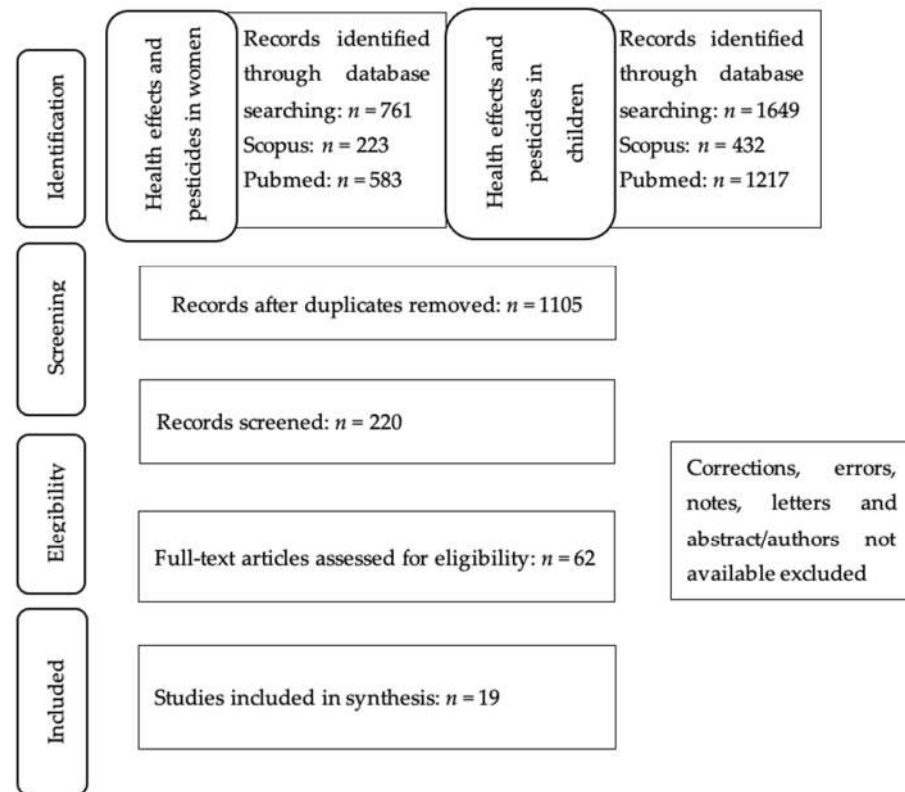 Identification
Health effects and
pesticides in women
Records identified
through database
searching: n = 761
Scopus: n = 223
Pubmed: n = 583
Health effects and
pesticides in
children
Records identified
through database
searching: n = 1649
Scopus: n = 432
Pubmed: n = 1217
Screening
Records after duplicates removed: n = 1105
Records screened: n = 220
Elegibility
Full-text articles assessed for eligibility: n = 62
Corrections, errors,
notes, letters and
abstract/authors not
available excluded
Included
Studies included in synthesis: n = 19